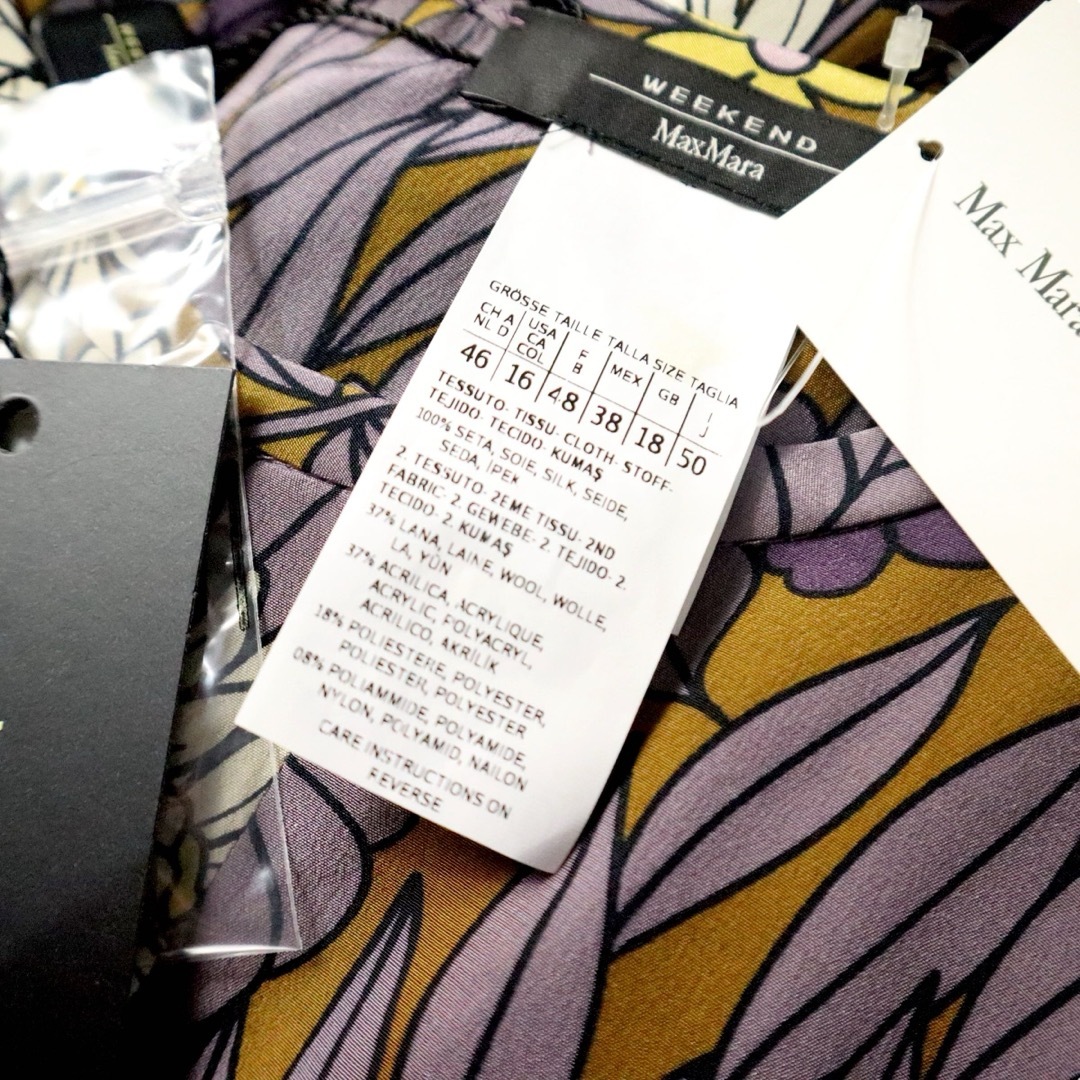 WEEKEND
MaxMara
Max Mara
GRÖSSE TAILLE TALLA SIZE TAGLIA
CH A NL D USA CA COL F B MEX GB I J
46 16 48 38 18 50
TESSUTO- TISSU- CLOTH- STOFF-
TEJIDO- TECIDO- KUMAŞ
100% SETA, SOIE, SILK, SEIDE,
SEDA, İPEK
2. TESSUTO- 2EME TISSU- 2ND
FABRIC- 2. GEWEBE- 2. TEJIDO- 2.
TECIDO- 2. KUMAŞ
37% LANA, LAINE, WOOL, WOLLE,
LÃ, YÜN
37% ACRILICA, ACRYLIQUE,
ACRYLIC, POLYACRYL,
ACRILICO, AKRİLİK
18% POLIESTERE, POLYESTER,
POLIESTER, POLYESTER
08% POLIAMMIDE, POLYAMIDE,
NYLON, POLYAMID, NAILON
CARE INSTRUCTIONS ON
REVERSE